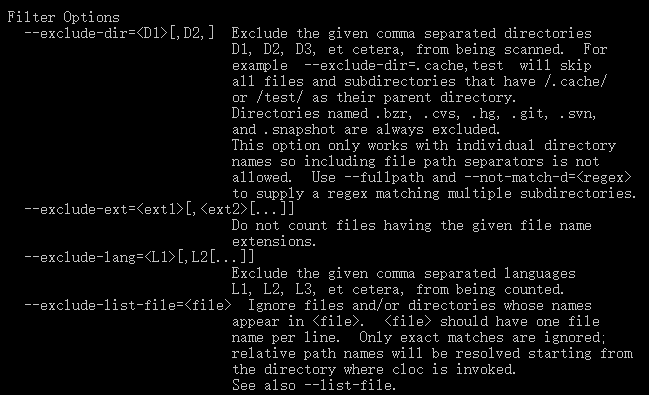 Filter Options
--exclude-dir=<D1>[,D2,] Exclude the given comma separated directories
D1, D2, D3, et cetera, from being scanned. For
example --exclude-dir=.cache,test will skip
all files and subdirectories that have /.cache/
or /test/ as their parent directory.
Directories named .bzr, .cvs, .hg, .git, .svn,
and .snapshot are always excluded.
This option only works with individual directory
names so including file path separators is not
allowed. Use --fullpath and --not-match-d=<regex>
to supply a regex matching multiple subdirectories.
--exclude-ext=<ext1>[,<ext2>[...]]
Do not count files having the given file name
extensions.
--exclude-lang=<L1>[,L2[...]]
Exclude the given comma separated languages
L1, L2, L3, et cetera, from being counted.
--exclude-list-file=<file> Ignore files and/or directories whose names
appear in <file>. <file> should have one file
name per line. Only exact matches are ignored;
relative path names will be resolved starting from
the directory where cloc is invoked.
See also --list-file.